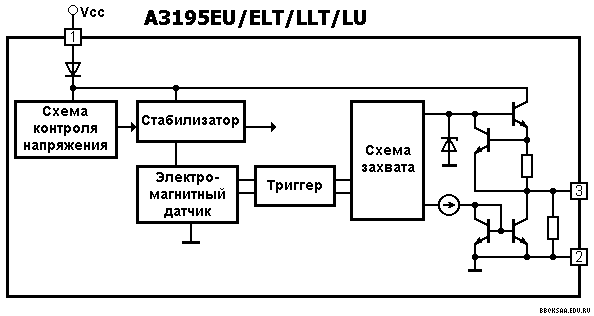 Vcc
A3195EU/ELT/LLT/LU
1
Схема
контроля
напряжения
Стабилизатор
Электро-
магнитный
датчик
Триггер
Схема
захвата
3
2
BBOKSAA.EDU.RU